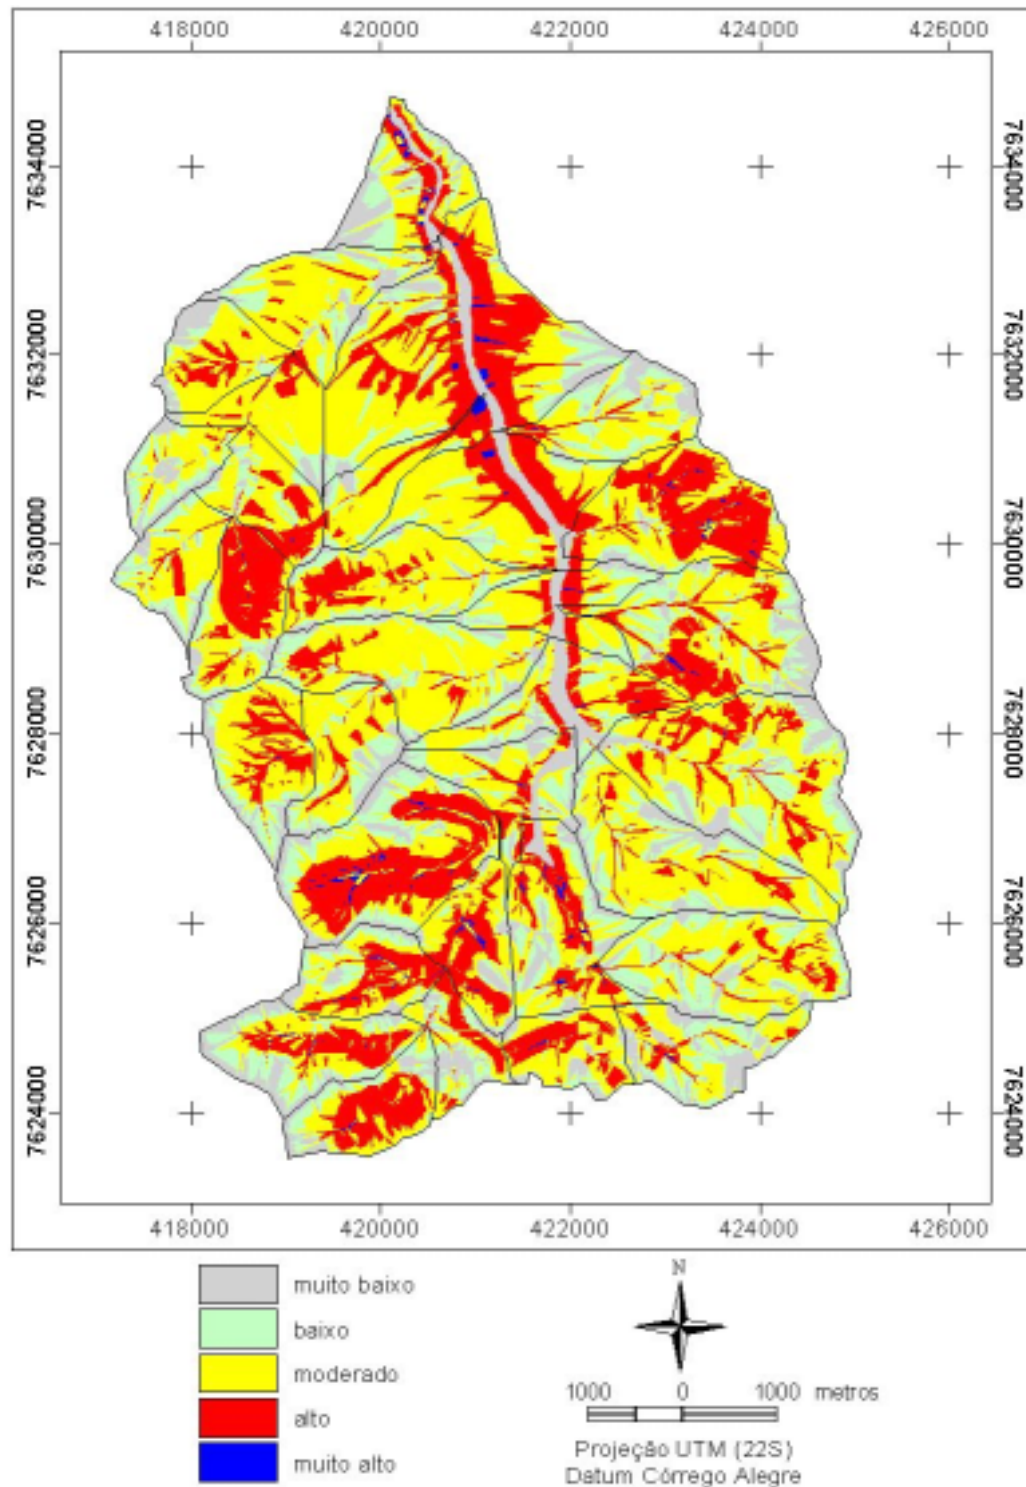 418000 420000 422000 424000 426000
7634000 7634000
7632000 7632000
7630000 7630000
7628000 7628000
7626000 7626000
7624000 7624000
418000 420000 422000 424000 426000
muito baixo
baixo
moderado
alto
muito alto
N
1000 0 1000 metros
Projeção UTM (22S)
Datum Córrego Alegre